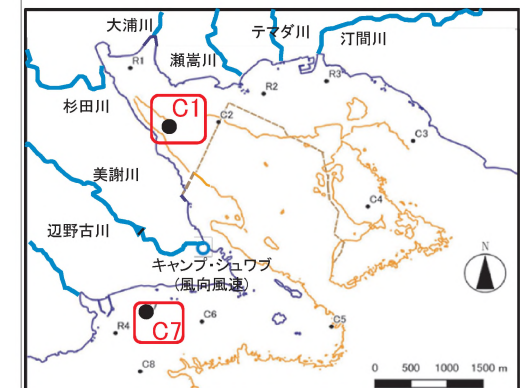 大浦川
瀬嵩川
テマダ川
汀間川
R1
R2
R3
杉田川
C1
C2
C3
美謝川
C4
辺野古川
キャンプ・シュワブ
(風向風速)
N
C7
R4
C6
C5
C8
0 500 1000 1500 m